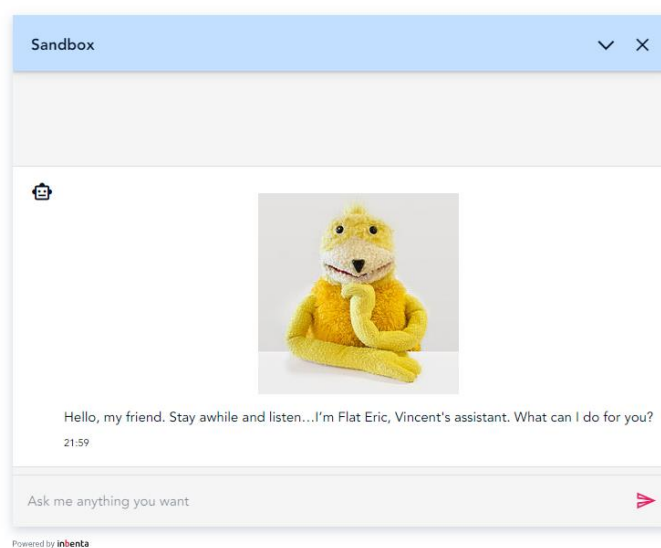 Sandbox
Hello, my friend. Stay awhile and listen…I'm Flat Eric, Vincent's assistant. What can I do for you?
21:59
Ask me anything you want
Powered by inbenta